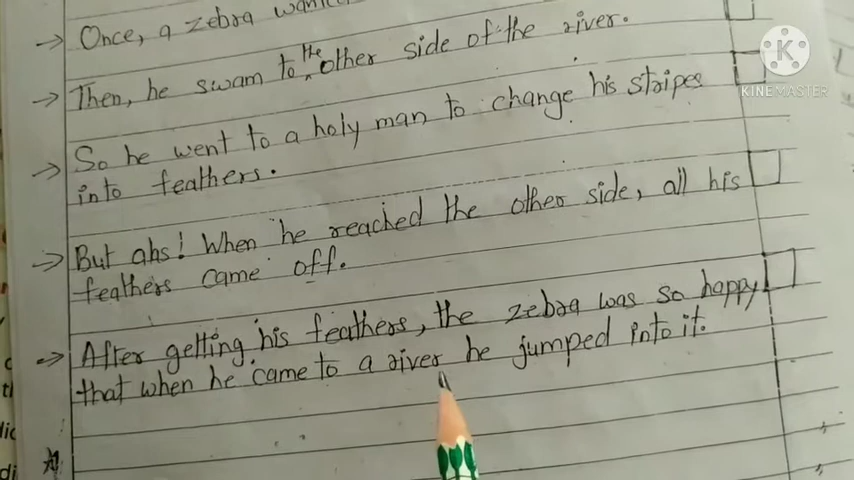 → Once, a zebra
→ Then, he swam to the other side of the river.
→ So he went to a holy man to change his stripes
into feathers.
→ But ahs! When he reached the other side, all his
feathers came off.
→ After getting his feathers, the zebra was so happy
that when he came to a river he jumped into it.
K
KINEMASTER